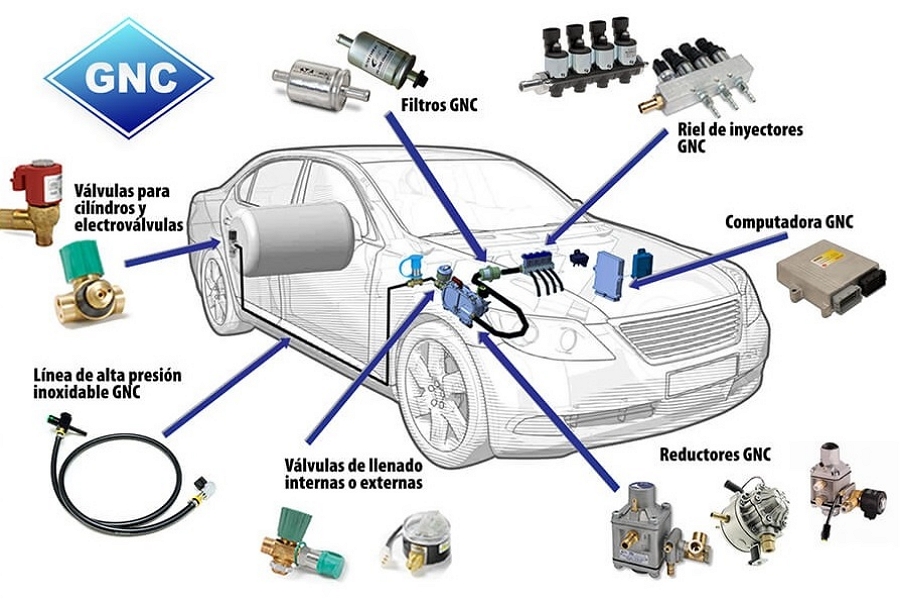 GNC
Filtros GNC
Riel de inyectores
GNC
Válvulas para
cilíndros y
electroválvulas
Computadora GNC
Línea de alta presión
inoxidable GNC
Válvulas de llenado
internas o externas
Reductores GNC